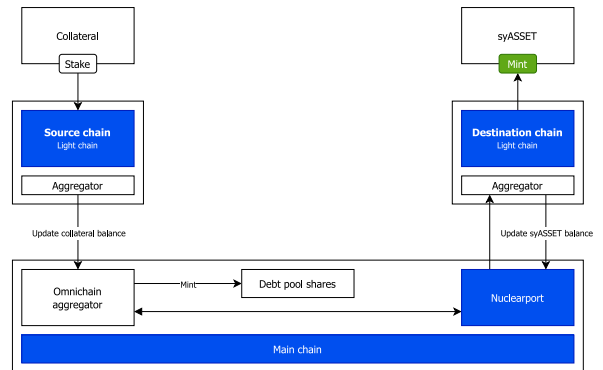 Collateral
Stake
syASSET
Mint
Source chain
Light chain
Aggregator
Destination chain
Light chain
Aggregator
Update collateral balance
Update syASSET balance
Omnichain
aggregator
Mint
Debt pool shares
Nuclearport
Main chain